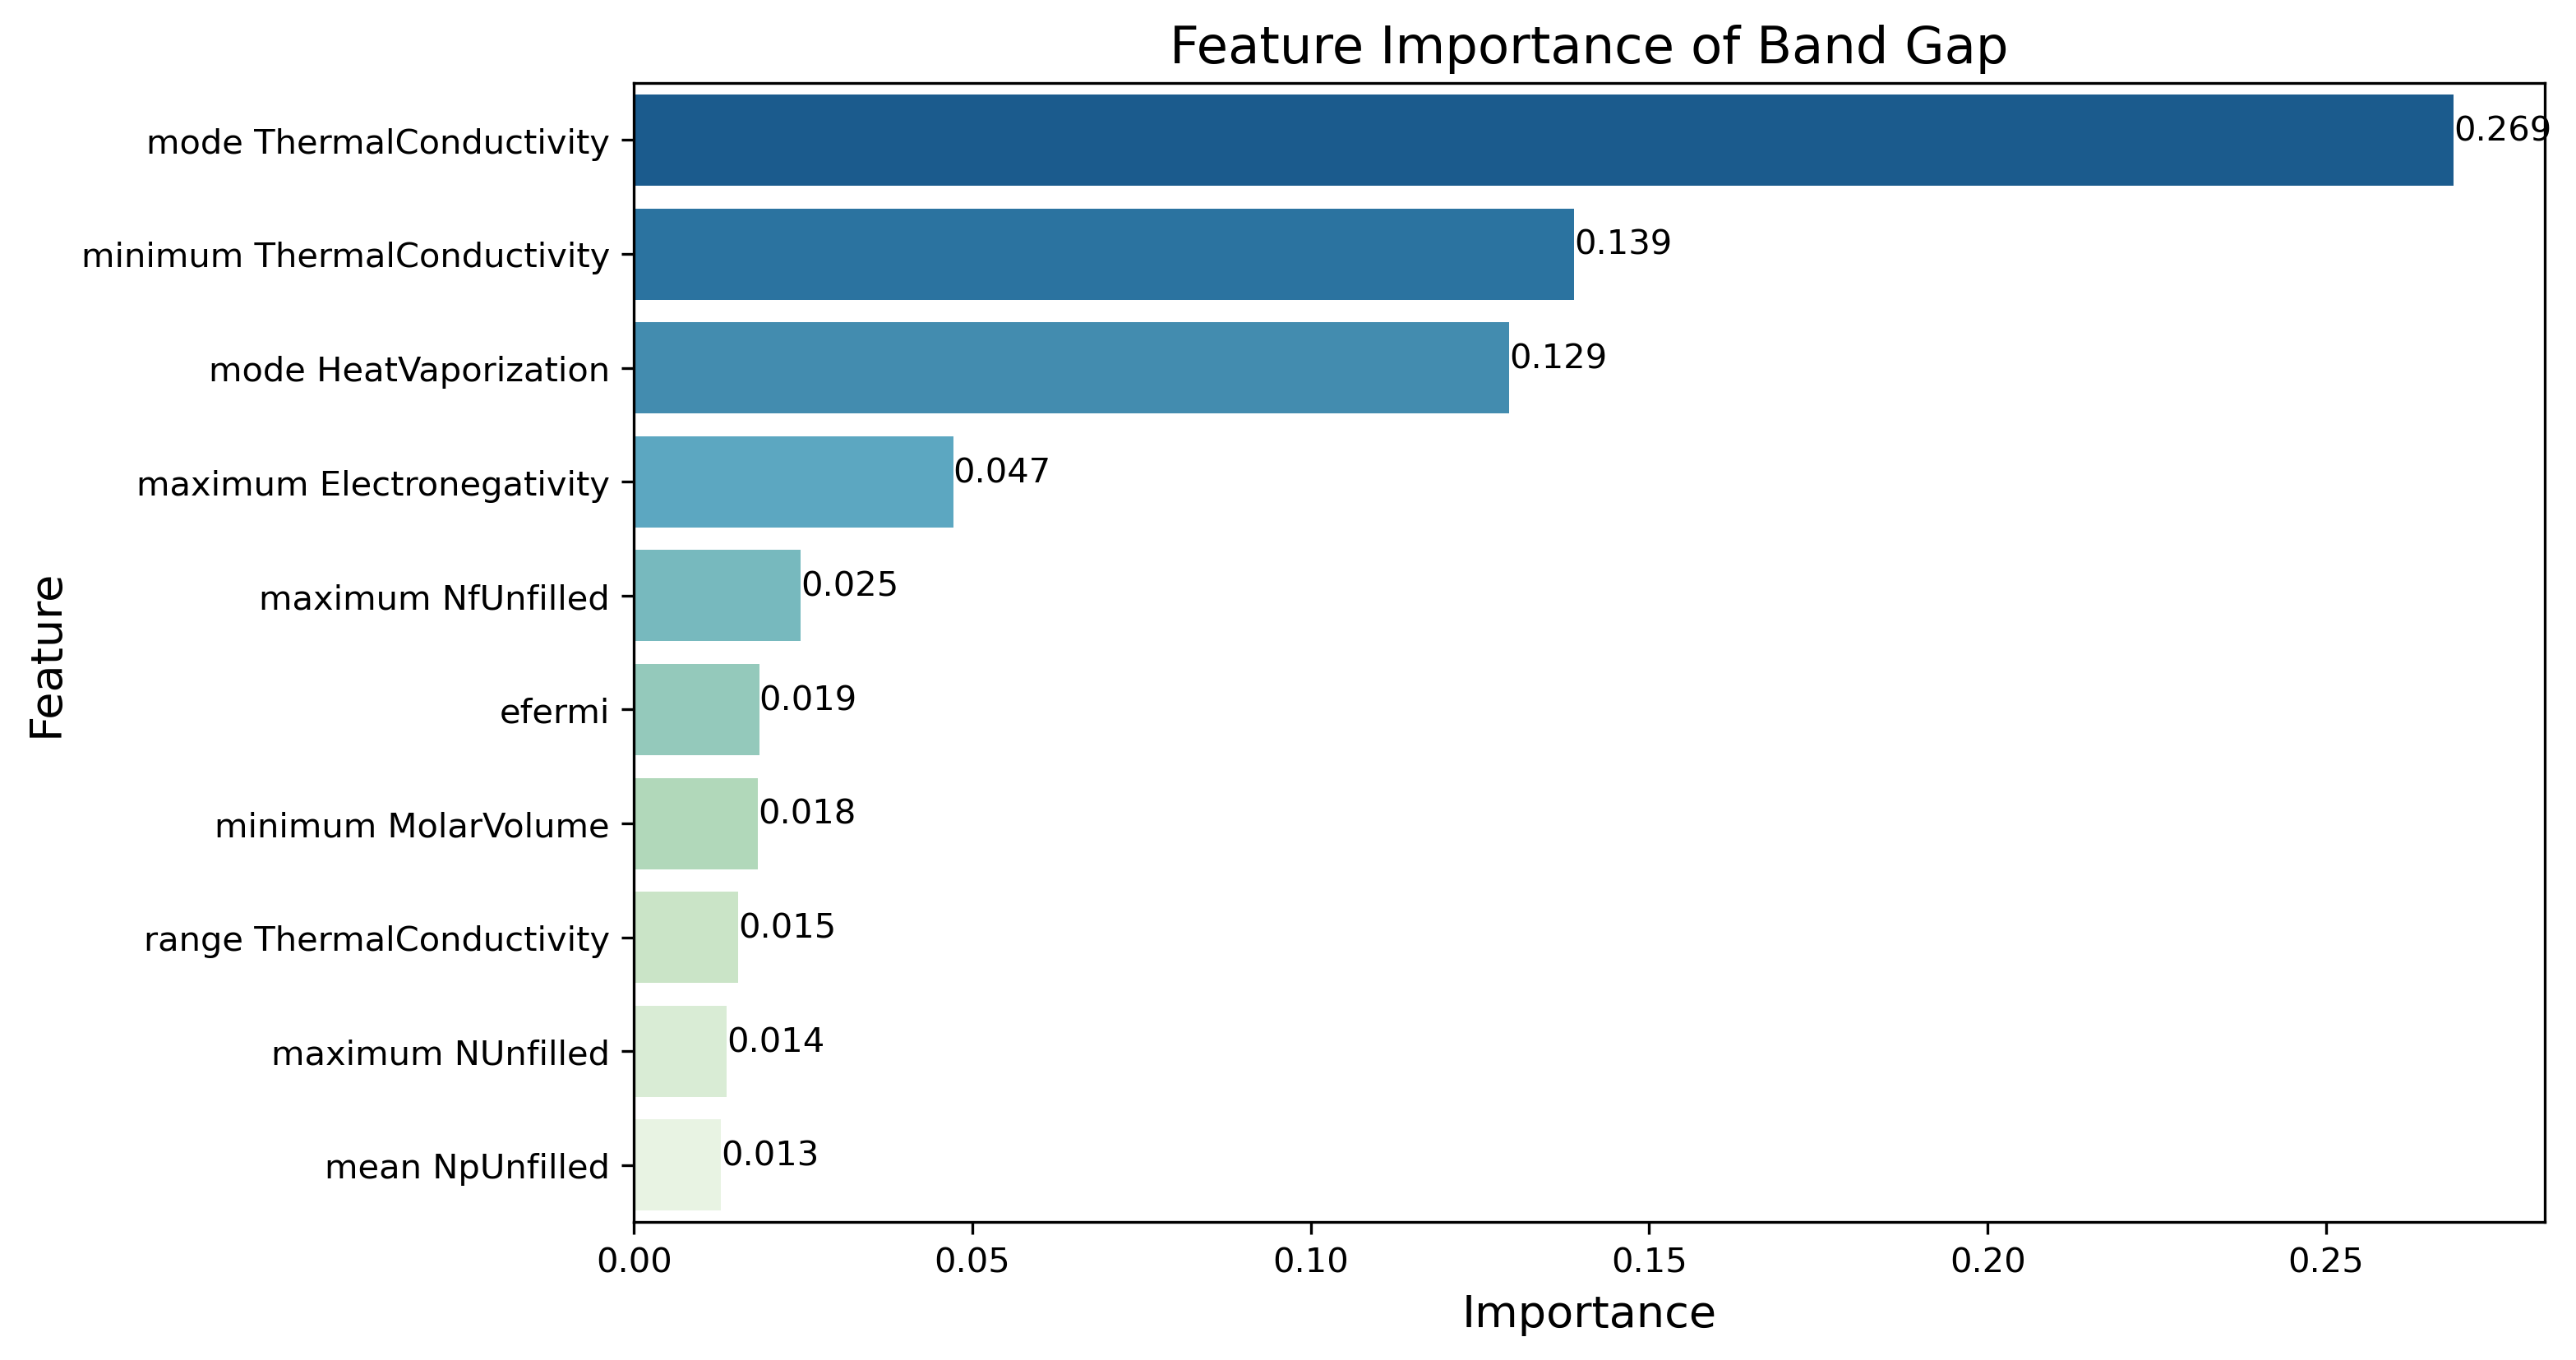 Feature Importance of Band Gap
mode ThermalConductivity 0.269
minimum ThermalConductivity 0.139
mode HeatVaporization 0.129
maximum Electronegativity 0.047
maximum NfUnfilled 0.025
efermi 0.019
minimum MolarVolume 0.018
range ThermalConductivity 0.015
maximum NUnfilled 0.014
mean NpUnfilled 0.013
Feature
0.00 0.05 0.10 0.15 0.20 0.25
Importance